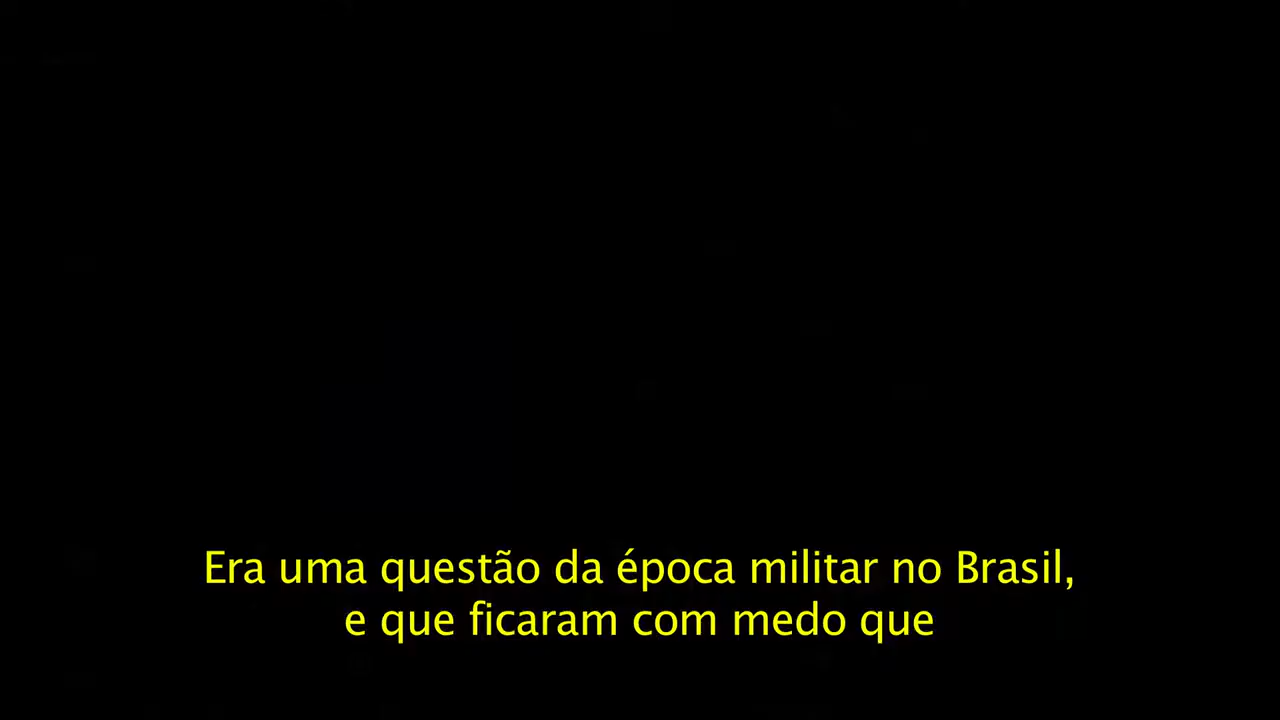 Era uma questão da época militar no Brasil,
e que ficaram com medo que